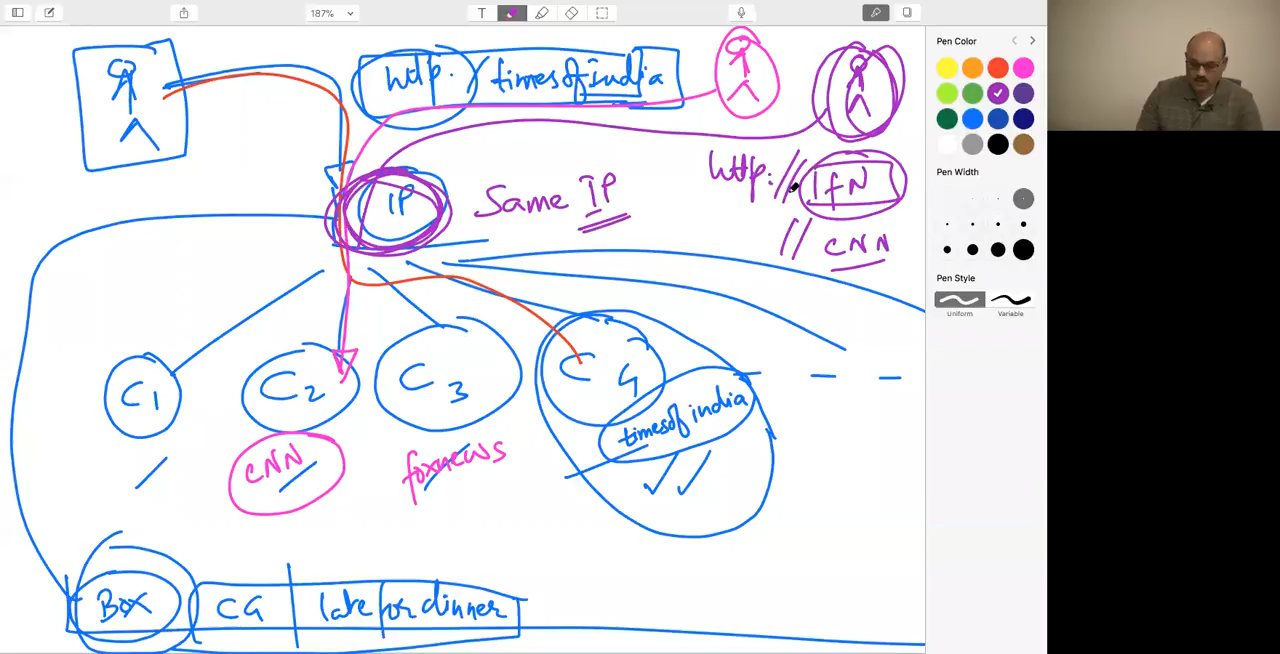 187%
T
http:/timesofindia
IP
Same IP
http://IFN
// CNN
C1
C2
C3
C4
CNN
foxnews
timesofindia
BOX
C4
late for dinner
Pen Color
Pen Width
Pen Style
Uniform
Variable